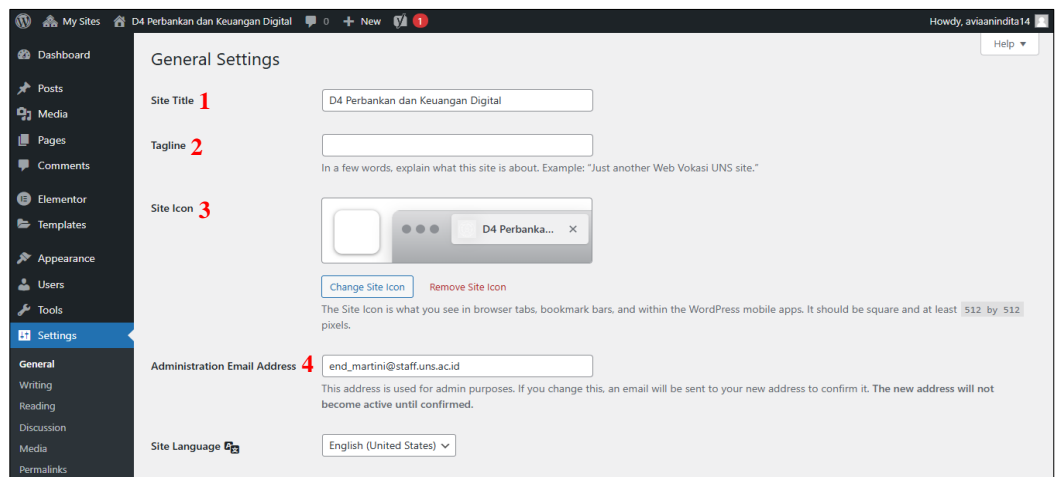 My Sites D4 Perbankan dan Keuangan Digital 0 + New 1 Howdy, aviaanindita14
Help ▼
Dashboard
Posts
Media
Pages
Comments
Elementor
Templates
Appearance
Users
Tools
Settings
General
Writing
Reading
Discussion
Media
Permalinks
General Settings
Site Title 1 D4 Perbankan dan Keuangan Digital
Tagline 2
In a few words, explain what this site is about. Example: “Just another Web Vokasi UNS site.”
Site Icon 3
D4 Perbanka... ×
Change Site Icon Remove Site Icon
The Site Icon is what you see in browser tabs, bookmark bars, and within the WordPress mobile apps. It should be square and at least 512 by 512
pixels.
Administration Email Address 4 end_martini@staff.uns.ac.id
This address is used for admin purposes. If you change this, an email will be sent to your new address to confirm it. The new address will not
become active until confirmed.
Site Language English (United States)